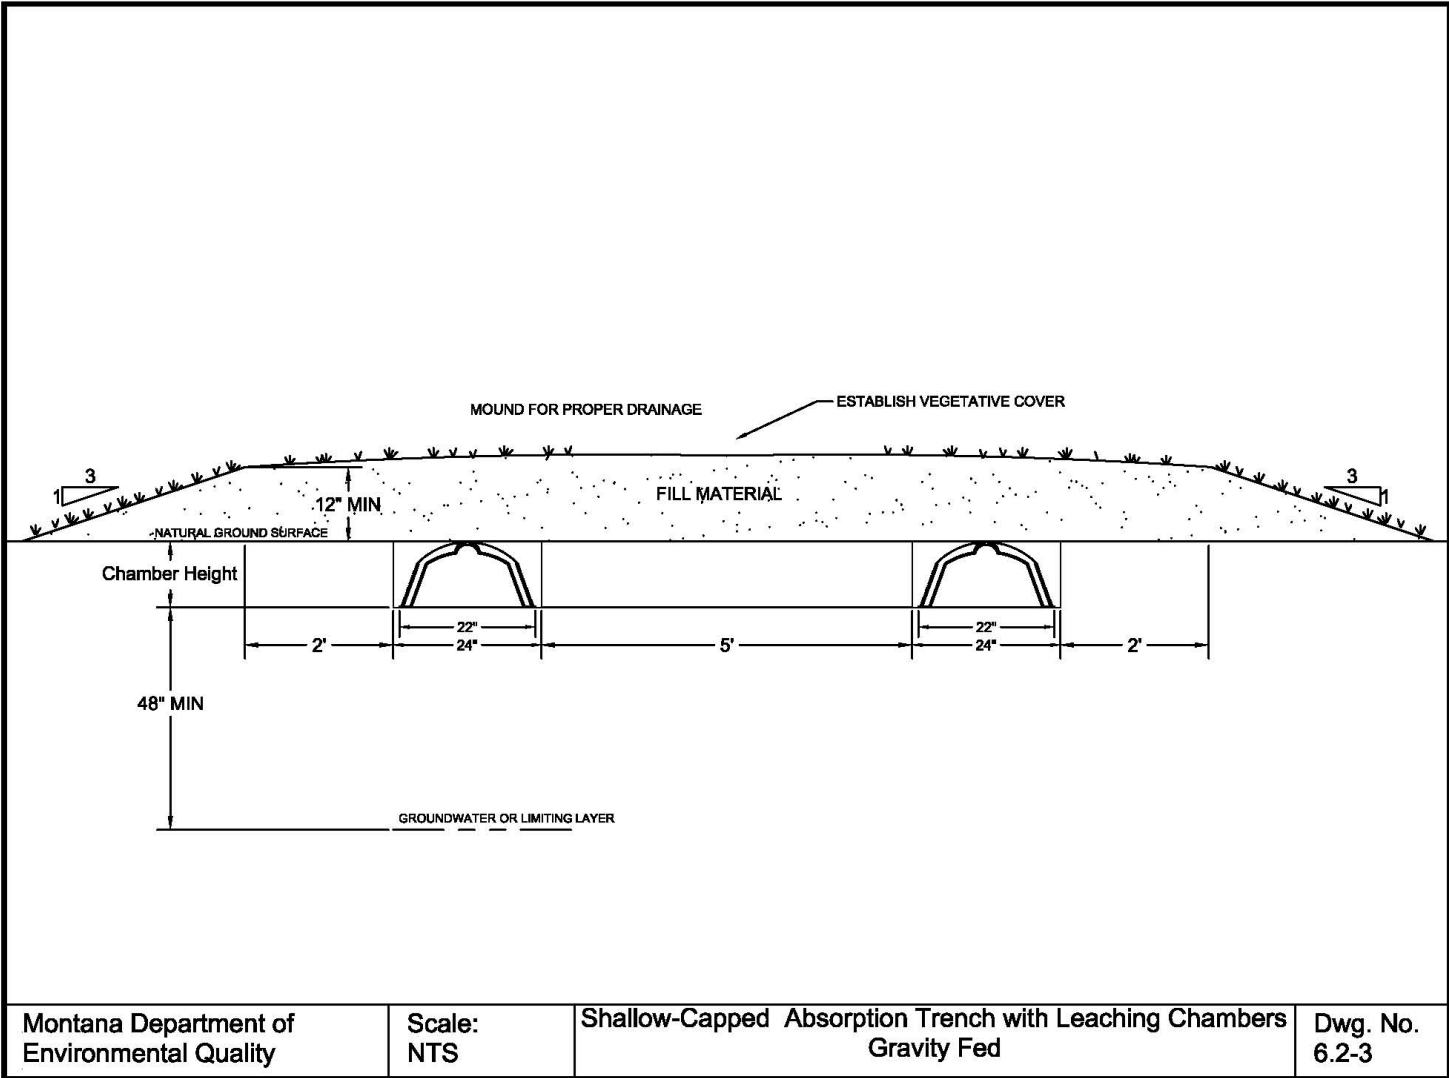 MOUND FOR PROPER DRAINAGE
ESTABLISH VEGETATIVE COVER
3
1
12" MIN
FILL MATERIAL
3
1
NATURAL GROUND SURFACE
Chamber Height
22"
22"
2'
24"
5'
24"
2'
48" MIN
GROUNDWATER OR LIMITING LAYER
Montana Department of
Environmental Quality
Scale:
NTS
Shallow-Capped Absorption Trench with Leaching Chambers
Gravity Fed
Dwg. No.
6.2-3